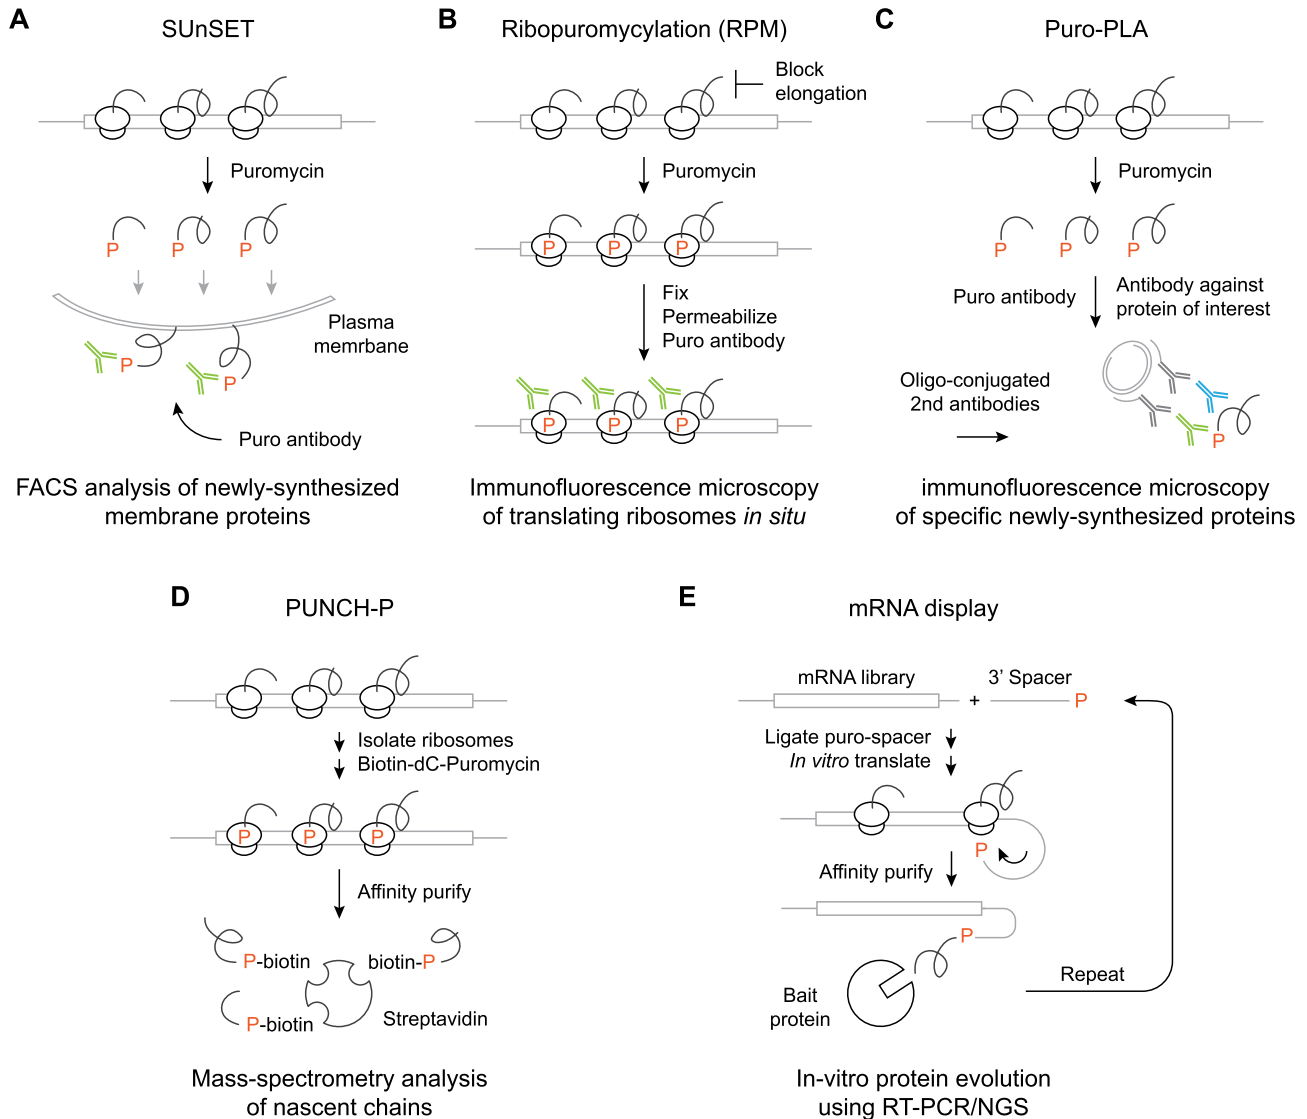 A
SUnSET
Puromycin
P
P
P
Plasma
memrbane
P
P
Puro antibody
FACS analysis of newly-synthesized
membrane proteins
B
Ribopuromycylation (RPM)
Block
elongation
Puromycin
P
P
P
Fix
Permeabilize
Puro antibody
P
P
P
Immunofluorescence microscopy
of translating ribosomes in situ
C
Puro-PLA
Puromycin
P
P
P
Puro antibody
Antibody against
protein of interest
Oligo-conjugated
2nd antibodies
P
immunofluorescence microscopy
of specific newly-synthesized proteins
D
PUNCH-P
Isolate ribosomes
Biotin-dC-Puromycin
P
P
P
Affinity purify
P-biotin
biotin-P
P-biotin
Streptavidin
Mass-spectrometry analysis
of nascent chains
E
mRNA display
mRNA library
+
3’ Spacer
P
Ligate puro-spacer
In vitro translate
P
Affinity purify
P
Bait
protein
Repeat
In-vitro protein evolution
using RT-PCR/NGS